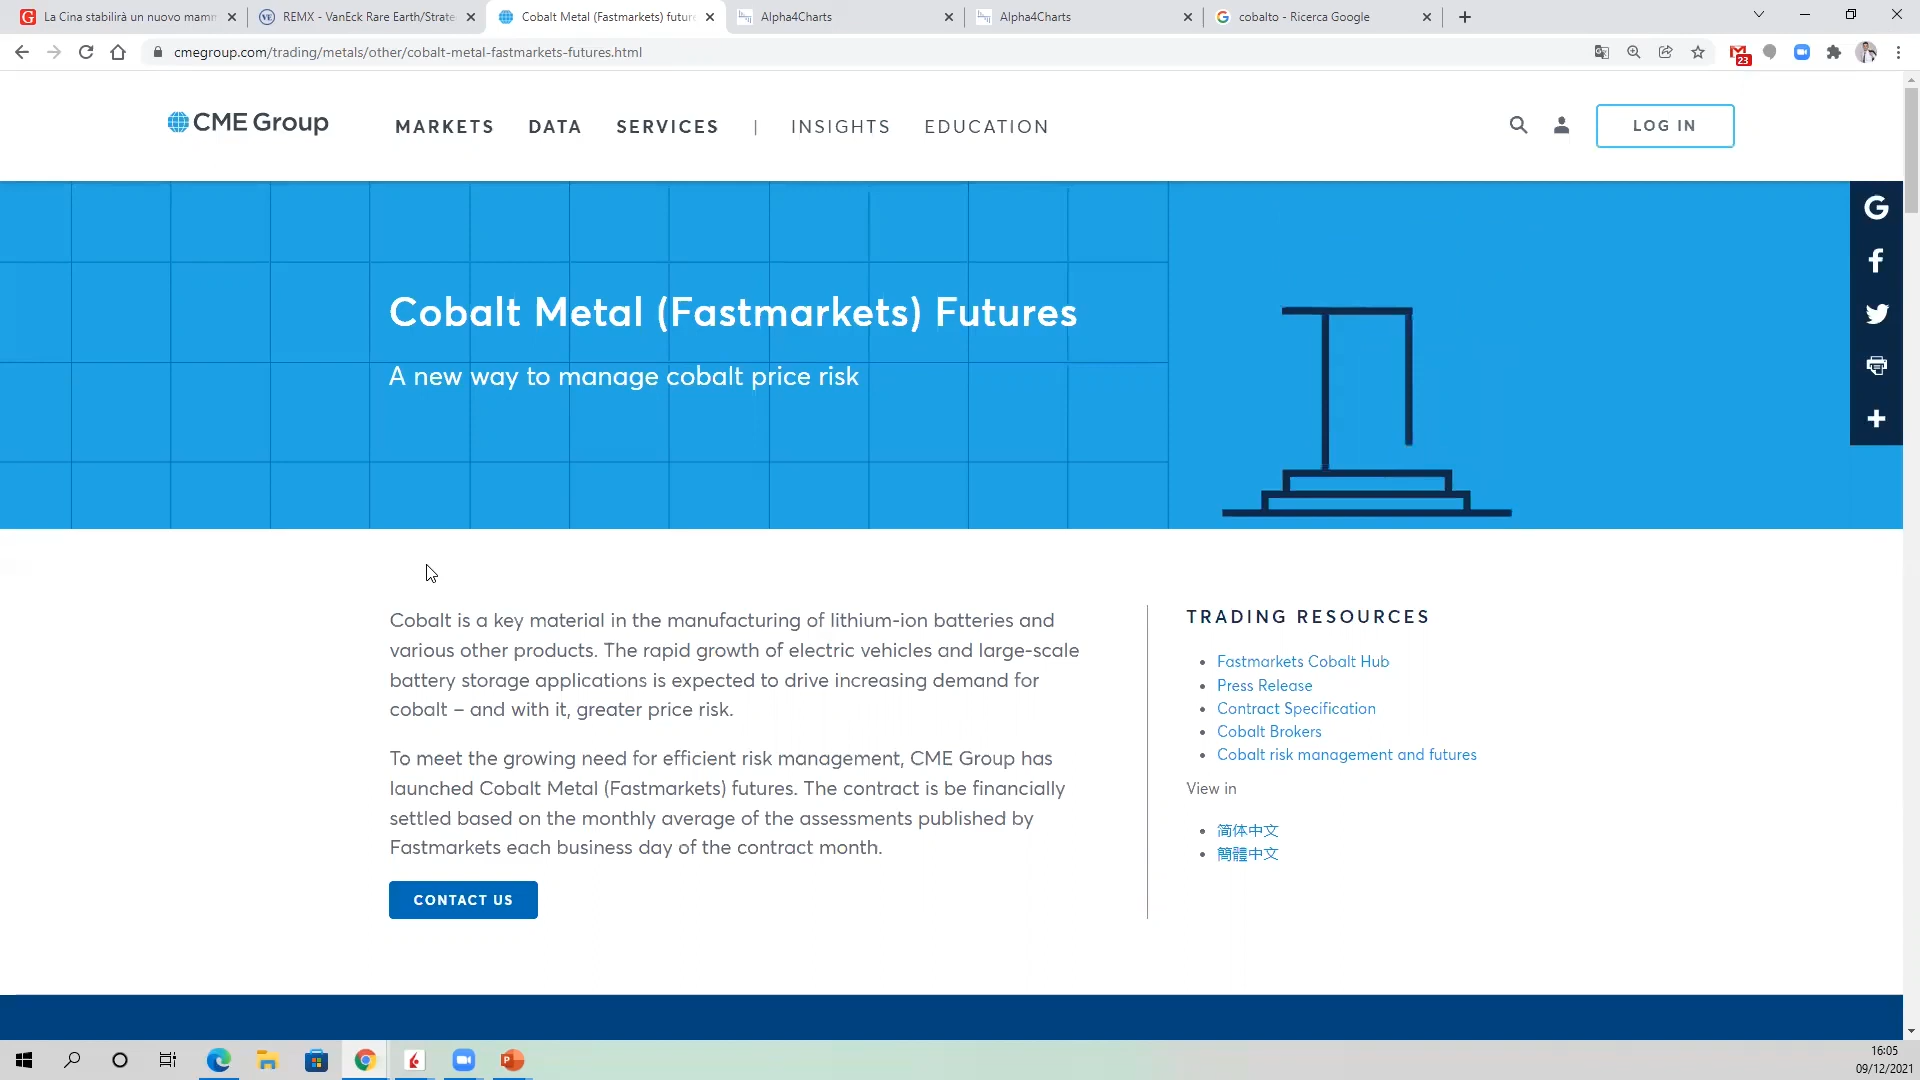 La Cina stabilirà un nuovo mamm
REMX - VanEck Rare Earth/Strate
Cobalt Metal (Fastmarkets) futur
Alpha4Charts
Alpha4Charts
cobalto - Ricerca Google
cmegroup.com/trading/metals/other/cobalt-metal-fastmarkets-futures.html
23
CME Group
MARKETS DATA SERVICES | INSIGHTS EDUCATION
LOG IN
Cobalt Metal (Fastmarkets) Futures
A new way to manage cobalt price risk
Cobalt is a key material in the manufacturing of lithium-ion batteries and
various other products. The rapid growth of electric vehicles and large-scale
battery storage applications is expected to drive increasing demand for
cobalt – and with it, greater price risk.
To meet the growing need for efficient risk management, CME Group has
launched Cobalt Metal (Fastmarkets) futures. The contract is be financially
settled based on the monthly average of the assessments published by
Fastmarkets each business day of the contract month.
CONTACT US
TRADING RESOURCES
Fastmarkets Cobalt Hub
Press Release
Contract Specification
Cobalt Brokers
Cobalt risk management and futures
View in
简体中文
簡體中文
16:05
09/12/2021